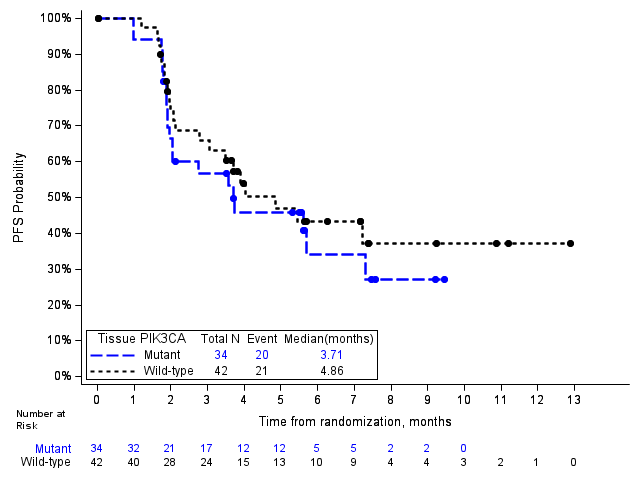 100%
90%
80%
70%
60%
50%
40%
30%
20%
10%
0%
PFS Probability
Tissue PIK3CA Total N Event Median(months)
Mutant 34 20 3.71
Wild-type 42 21 4.86
0 1 2 3 4 5 6 7 8 9 10 11 12 13
Time from randomization, months
Number at
Risk
Mutant 34 32 21 17 12 12 5 5 2 2 0
Wild-type 42 40 28 24 15 13 10 9 4 4 3 2 1 0